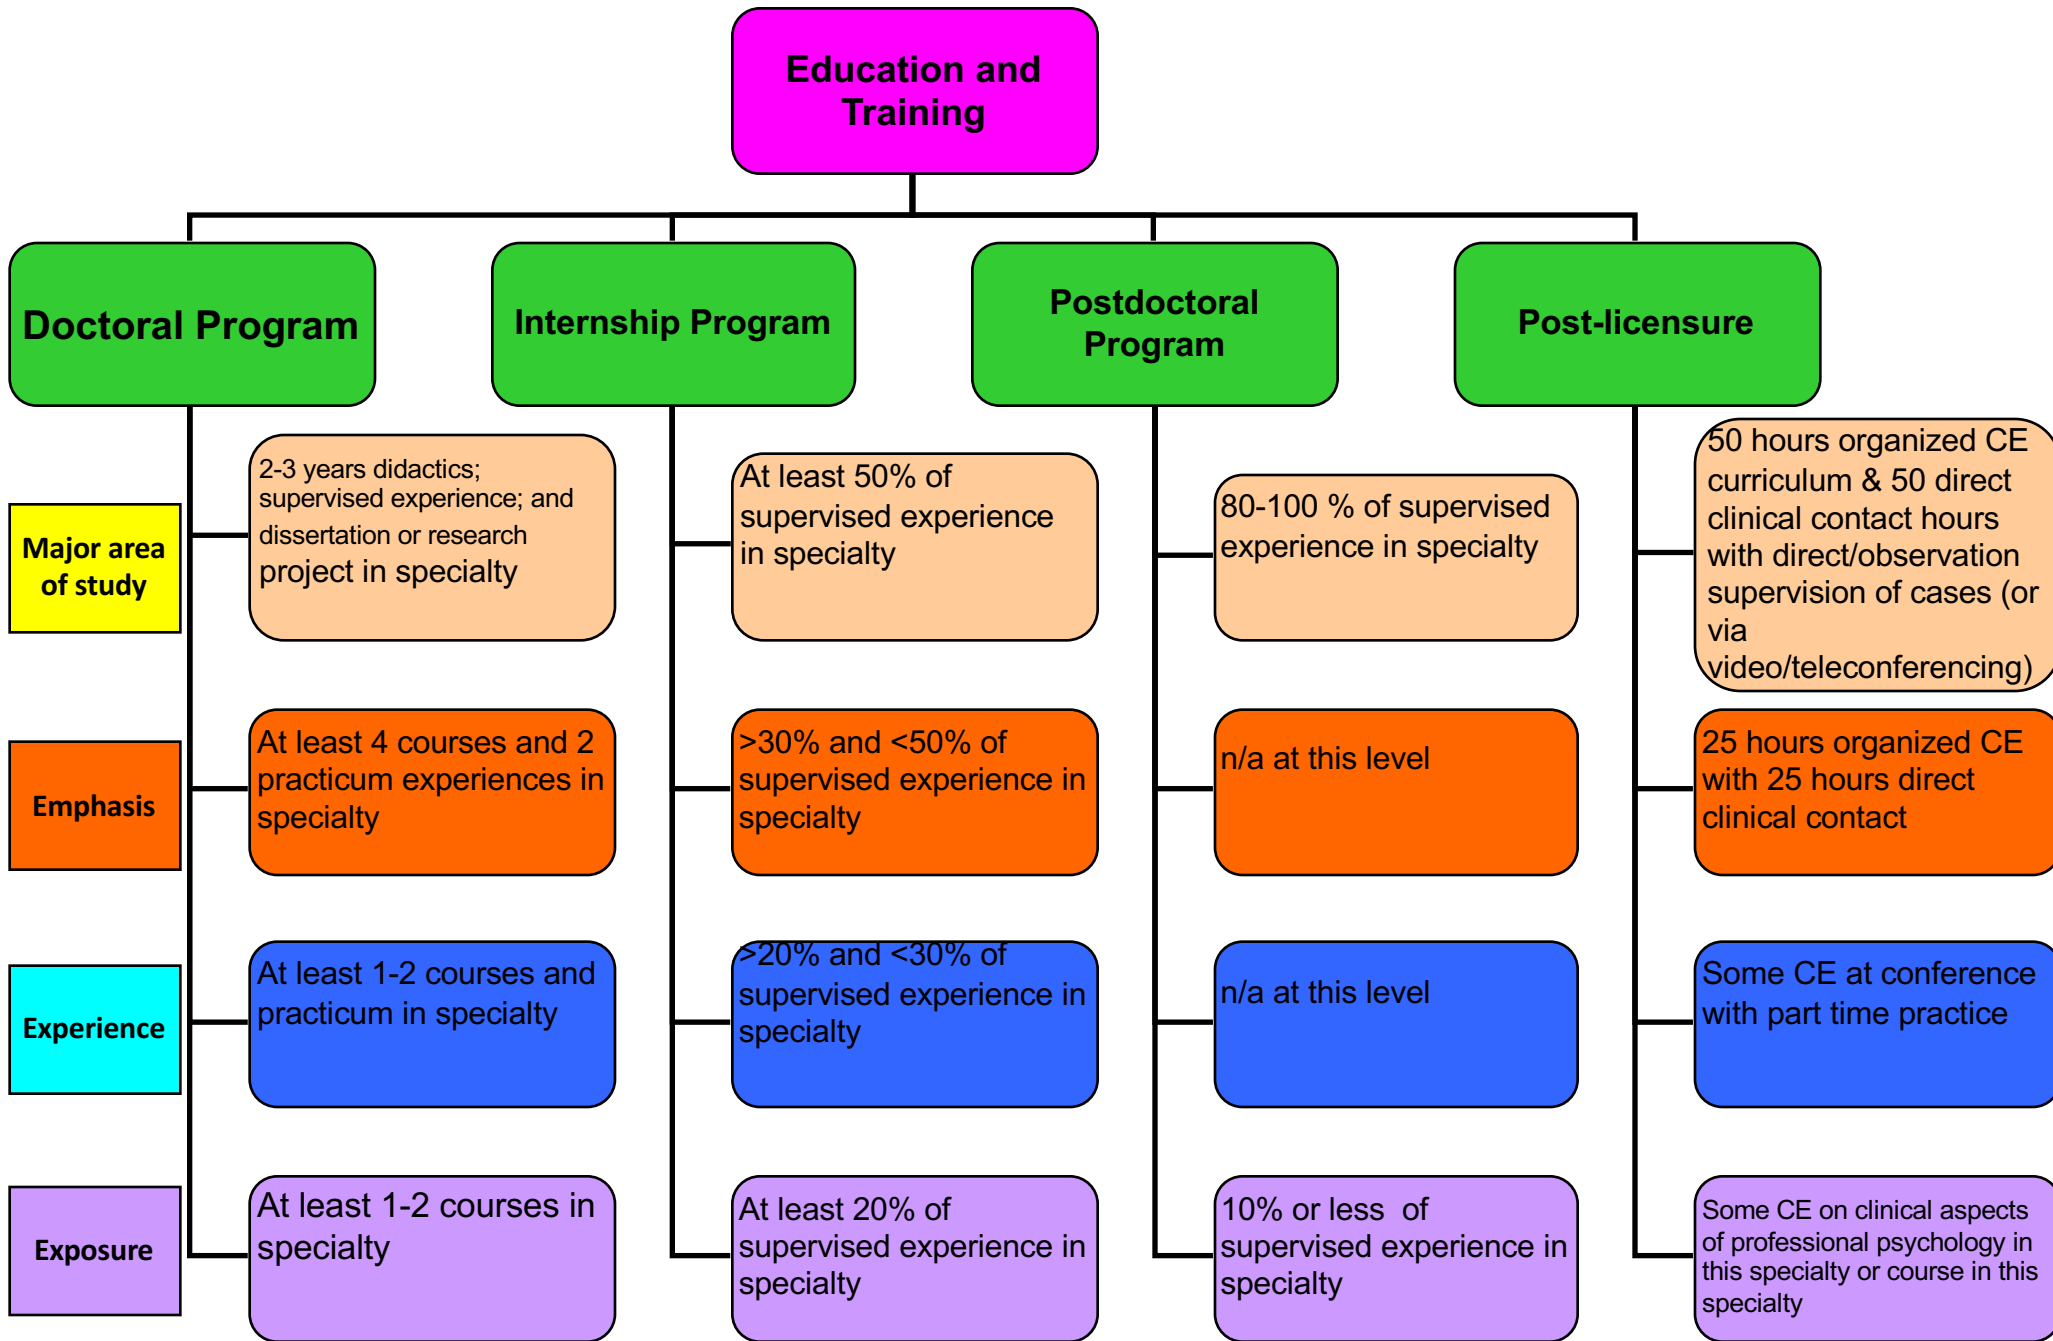 Education and
Training
Doctoral Program
Internship Program
Postdoctoral
Program
Post-licensure
Major area
of study
2-3 years didactics;
supervised experience; and
dissertation or research
project in specialty
At least 50% of
supervised experience
in specialty
80-100 % of supervised
experience in specialty
50 hours organized CE
curriculum & 50 direct
clinical contact hours
with direct/observation
supervision of cases (or
via
video/teleconferencing)
Emphasis
At least 4 courses and 2
practicum experiences in
specialty
>30% and <50% of
supervised experience in
specialty
n/a at this level
25 hours organized CE
with 25 hours direct
clinical contact
Experience
At least 1-2 courses and
practicum in specialty
>20% and <30% of
supervised experience in
specialty
n/a at this level
Some CE at conference
with part time practice
Exposure
At least 1-2 courses in
specialty
At least 20% of
supervised experience in
specialty
10% or less of
supervised experience in
specialty
Some CE on clinical aspects
of professional psychology in
this specialty or course in this
specialty